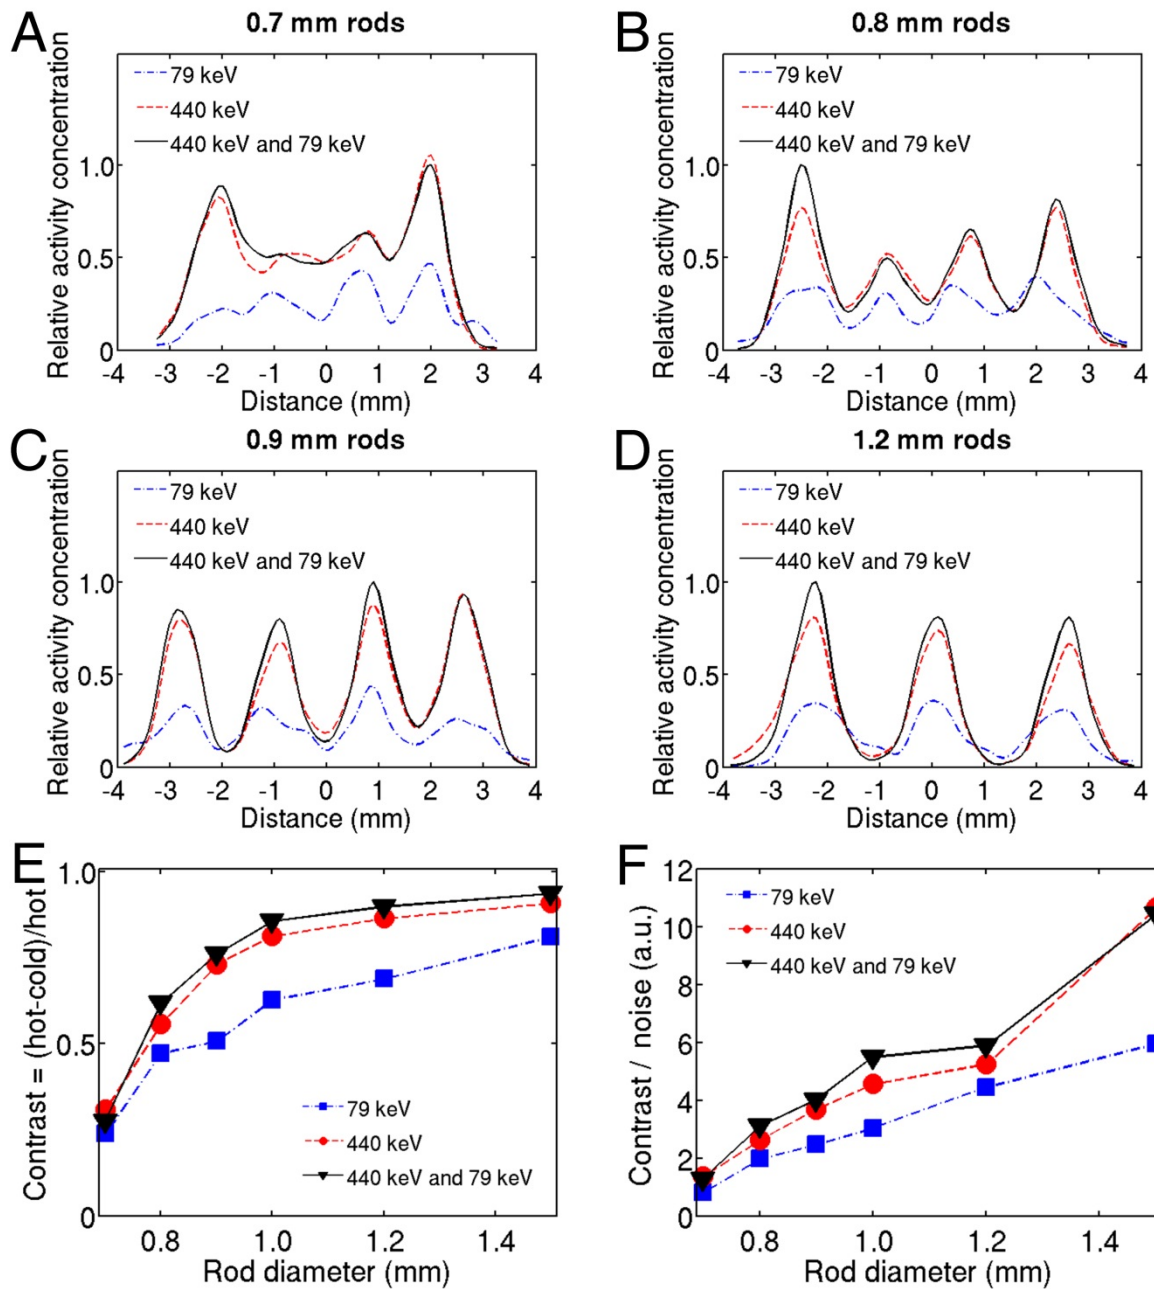 A
0.7 mm rods
Relative activity concentration
79 keV
440 keV
440 keV and 79 keV
1.0
0.5
0
-4 -3 -2 -1 0 1 2 3 4
Distance (mm)
B
0.8 mm rods
Relative activity concentration
79 keV
440 keV
440 keV and 79 keV
1.0
0.5
0
-4 -3 -2 -1 0 1 2 3 4
Distance (mm)
C
0.9 mm rods
Relative activity concentration
79 keV
440 keV
440 keV and 79 keV
1.0
0.5
0
-4 -3 -2 -1 0 1 2 3 4
Distance (mm)
D
1.2 mm rods
Relative activity concentration
79 keV
440 keV
440 keV and 79 keV
1.0
0.5
0
-4 -3 -2 -1 0 1 2 3 4
Distance (mm)
E
Contrast = (hot-cold)/hot
1.0
0.5
0
79 keV
440 keV
440 keV and 79 keV
0.8 1.0 1.2 1.4
Rod diameter (mm)
F
Contrast / noise (a.u.)
12
10
8
6
4
2
0
79 keV
440 keV
440 keV and 79 keV
0.8 1.0 1.2 1.4
Rod diameter (mm)